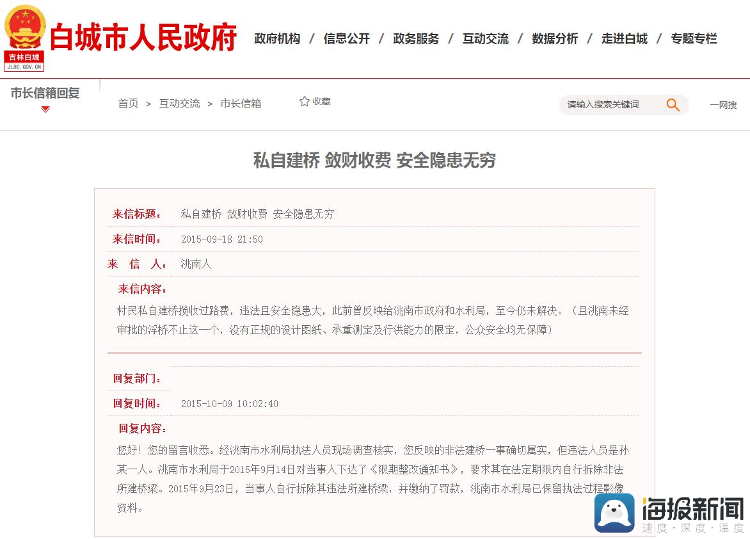 白城市人民政府
吉林白城
JLBC.GOV.CN
政府机构 / 信息公开 / 政务服务 / 互动交流 / 数据分析 / 走进白城 / 专题专栏
市长信箱回复
首页 > 互动交流 > 市长信箱
收藏
请输入搜索关键词
一网搜
私自建桥 敛财收费 安全隐患无穷
来信标题： 私自建桥 敛财收费 安全隐患无穷
来信时间： 2015-09-18 21:50
来 信 人： 洮南人
来信内容：
村民私自建桥揽收过路费，违法且安全隐患大，此前曾反映给洮南市政府和水利局，至今仍未解决。（且洮南未经
审批的浮桥不止这一个，没有正规的设计图纸、承重测定及行洪能力的限定，公众安全均无保障）
回复部门：
回复时间： 2015-10-09 10:02:40
回复内容：
您好！您的留言收悉。经洮南市水利局执法人员现场调查核实，您反映的非法建桥一事确切属实，但违法人员是孙
某一人。洮南市水利于2015年9月14日对当事人下达了《限期整改通知书》，要求其在法定期限内自行拆除非法
所建桥梁。2015年9月23日，当事人自行拆除其违法所建桥梁，并缴纳了罚款，洮南市水利局已保留执法过程影像
资料。
海报新闻
速度·深度·温度